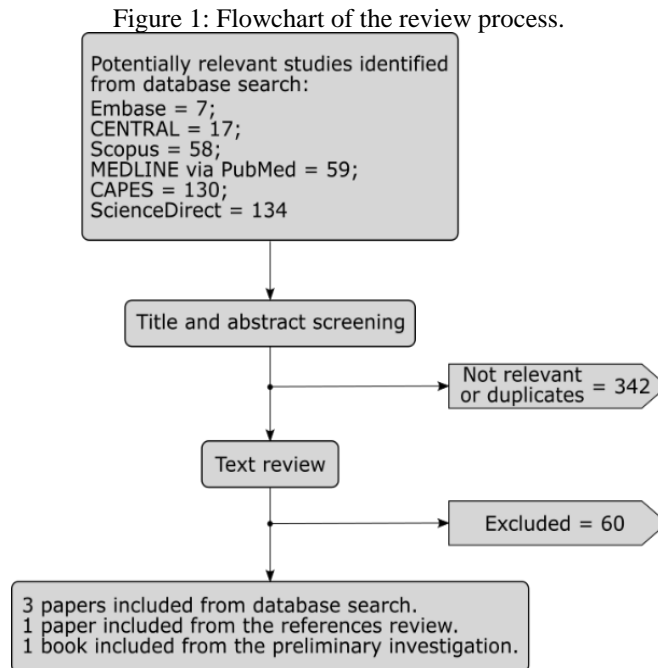 Figure 1: Flowchart of the review process.
Potentially relevant studies identified
from database search:
Embase = 7;
CENTRAL = 17;
Scopus = 58;
MEDLINE via PubMed = 59;
CAPES = 130;
ScienceDirect = 134
Title and abstract screening
Not relevant
or duplicates = 342
Text review
Excluded = 60
3 papers included from database search.
1 paper included from the references review.
1 book included from the preliminary investigation.